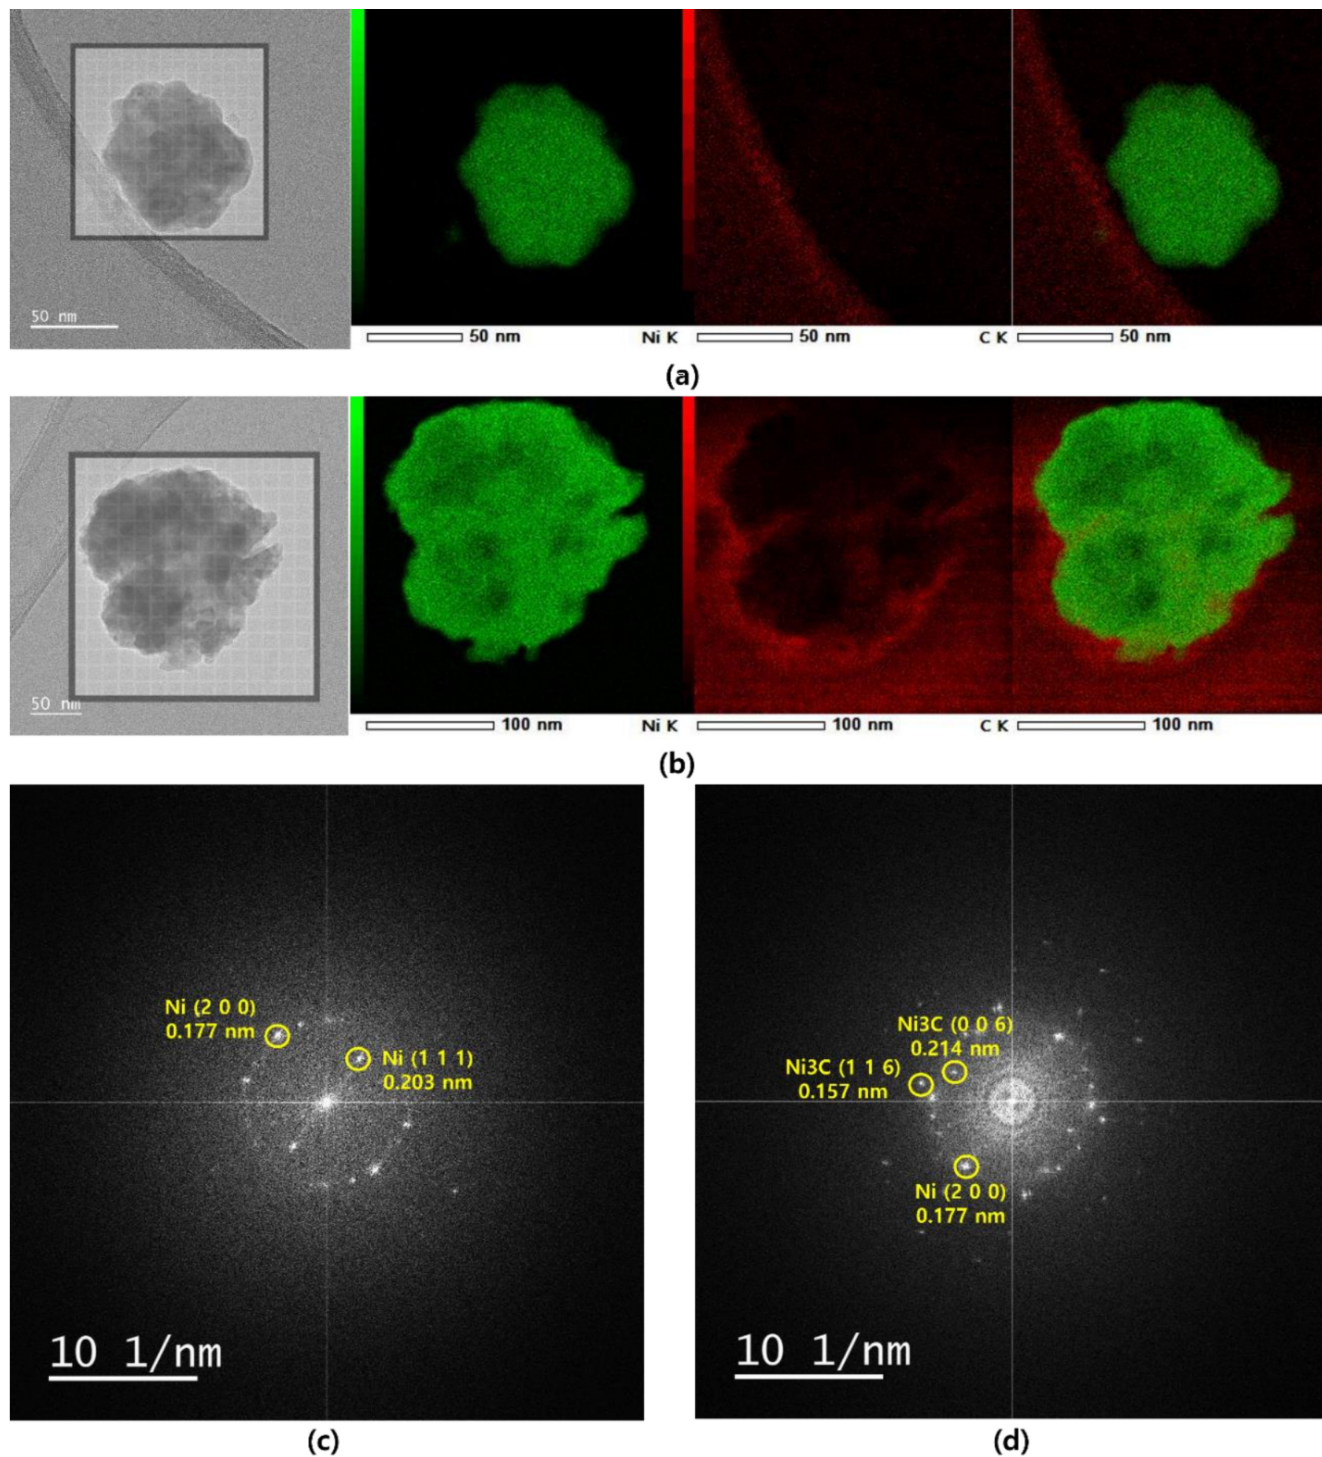 50 nm
50 nm
Ni K
50 nm
C K
50 nm
(a)
50 nm
100 nm
Ni K
100 nm
C K
100 nm
(b)
Ni (2 0 0)
0.177 nm
Ni (1 1 1)
0.203 nm
10 1/nm
(c)
Ni3C (0 0 6)
0.214 nm
Ni3C (1 1 6)
0.157 nm
Ni (2 0 0)
0.177 nm
10 1/nm
(d)